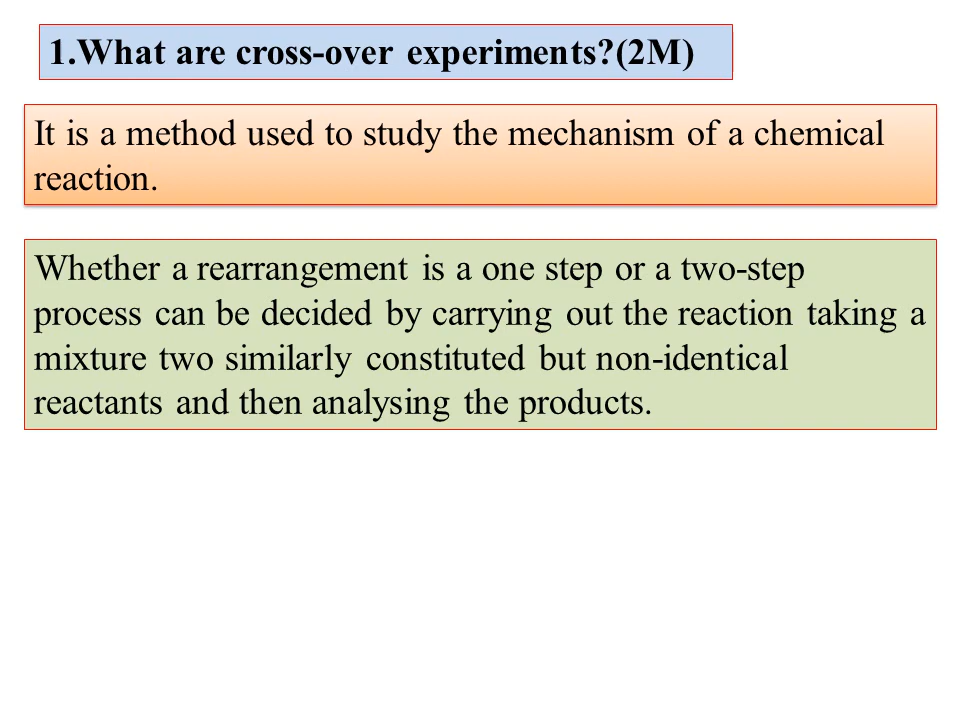 1.What are cross-over experiments?(2M)
It is a method used to study the mechanism of a chemical
reaction.
Whether a rearrangement is a one step or a two-step
process can be decided by carrying out the reaction taking a
mixture two similarly constituted but non-identical
reactants and then analysing the products.